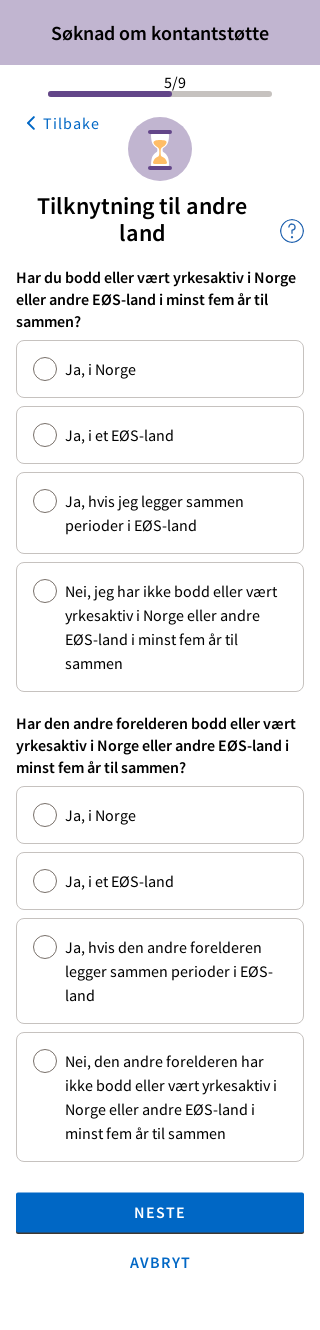 Søknad om kontantstøtte
5/9
Tilbake
Tilknytning til andre
land
?
Har du bodd eller vært yrkesaktiv i Norge
eller andre EØS-land i minst fem år til
sammen?
Ja, i Norge
Ja, i et EØS-land
Ja, hvis jeg legger sammen
perioder i EØS-land
Nei, jeg har ikke bodd eller vært
yrkesaktiv i Norge eller andre
EØS-land i minst fem år til
sammen
Har den andre forelderen bodd eller vært
yrkesaktiv i Norge eller andre EØS-land i
minst fem år til sammen?
Ja, i Norge
Ja, i et EØS-land
Ja, hvis den andre forelderen
legger sammen perioder i EØS-
land
Nei, den andre forelderen har
ikke bodd eller vært yrkesaktiv i
Norge eller andre EØS-land i
minst fem år til sammen
NESTE
AVBRYT